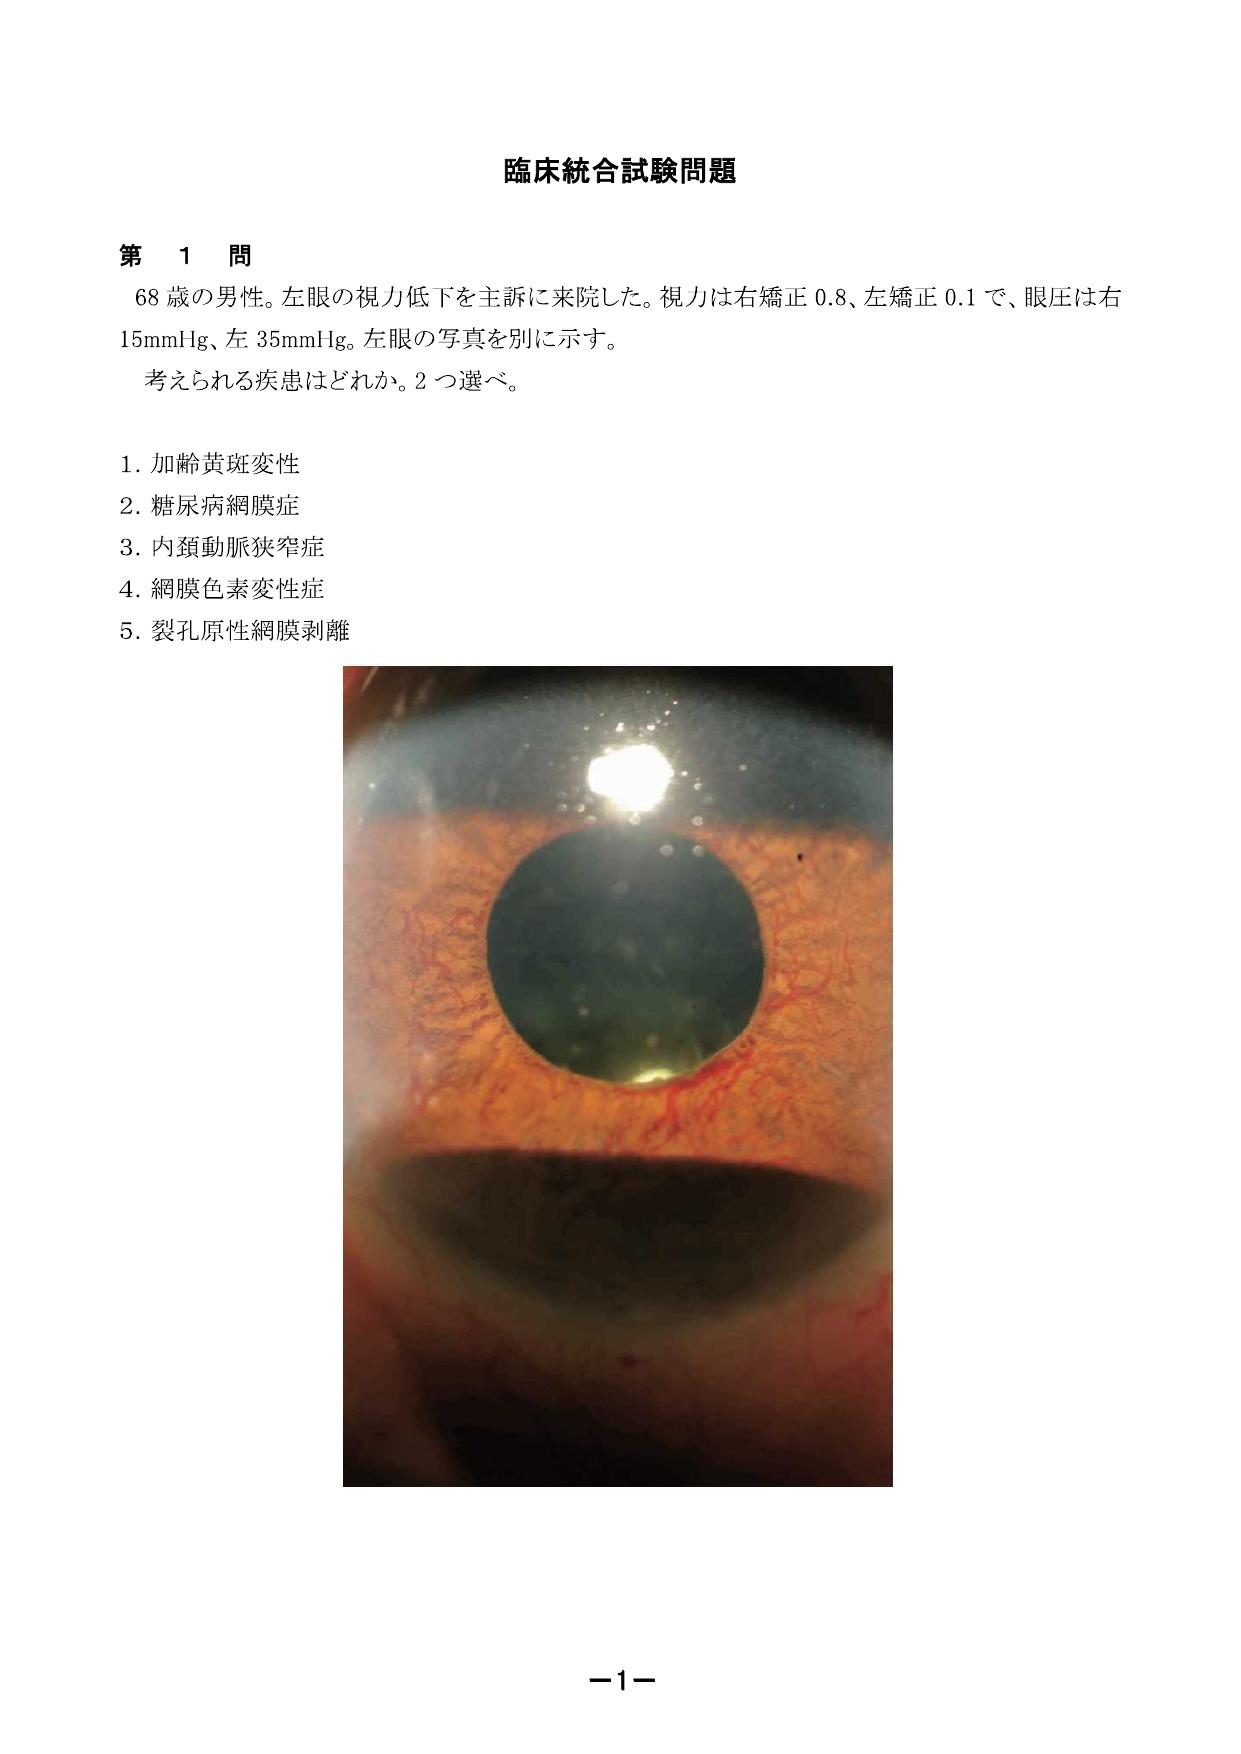 臨床統合試験問題
第 1 問
68 歳の男性。左眼の視力低下を主訴に来院した。視力は右矯正 0.8、左矯正 0.1 で、眼圧は右
15mmHg、左 35mmHg。左眼の写真を別に示す。
考えられる疾患はどれか。2 つ選べ。
1. 加齢黄斑変性
2. 糖尿病網膜症
3. 内頚動脈狭窄症
4. 網膜色素変性症
5. 裂孔原性網膜剥離
－1－